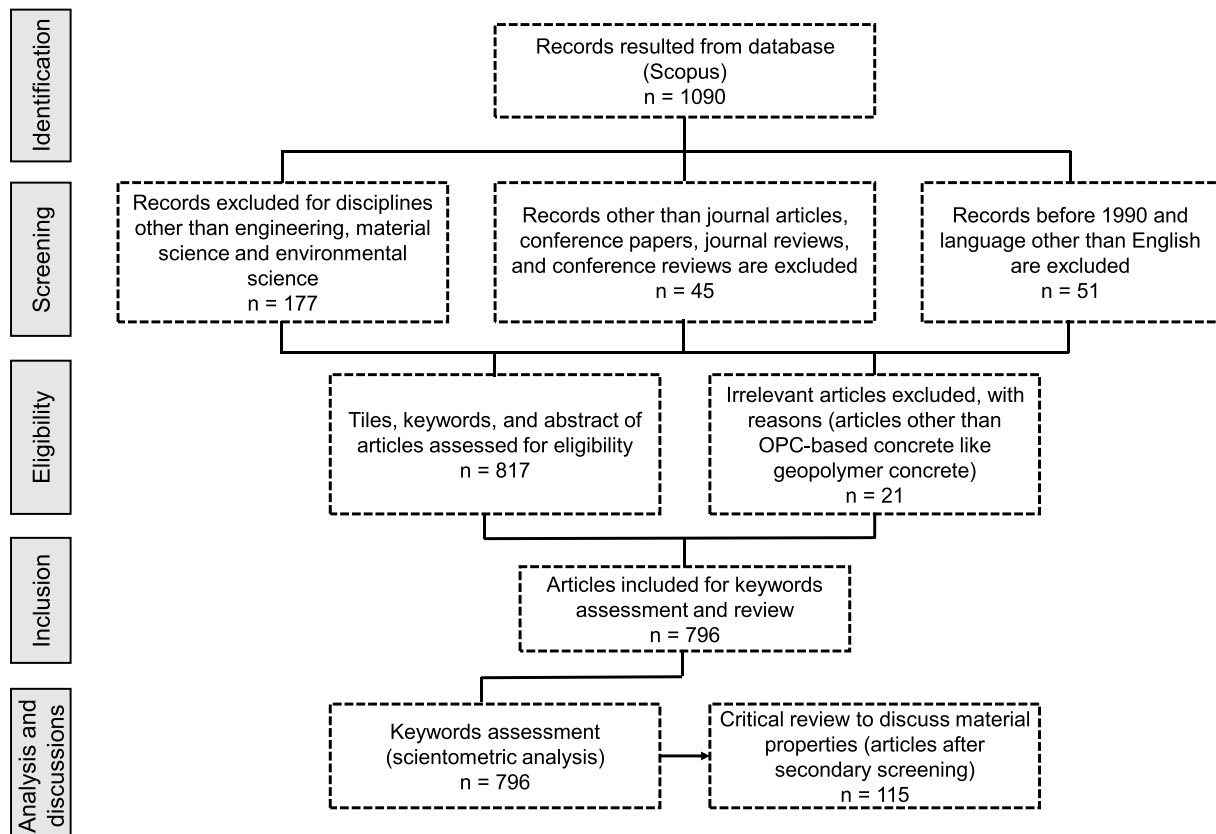 Identification
Records resulted from database
(Scopus)
n = 1090
Screening
Records excluded for disciplines
other than engineering, material
science and environmental
science
n = 177
Records other than journal articles,
conference papers, journal reviews,
and conference reviews are excluded
n = 45
Records before 1990 and
language other than English
are excluded
n = 51
Eligibility
Tiles, keywords, and abstract of
articles assessed for eligibility
n = 817
Irrelevant articles excluded, with
reasons (articles other than
OPC-based concrete like
geopolymer concrete)
n = 21
Inclusion
Articles included for keywords
assessment and review
n = 796
Analysis and
discussions
Keywords assessment
(scientometric analysis)
n = 796
Critical review to discuss material
properties (articles after
secondary screening)
n = 115